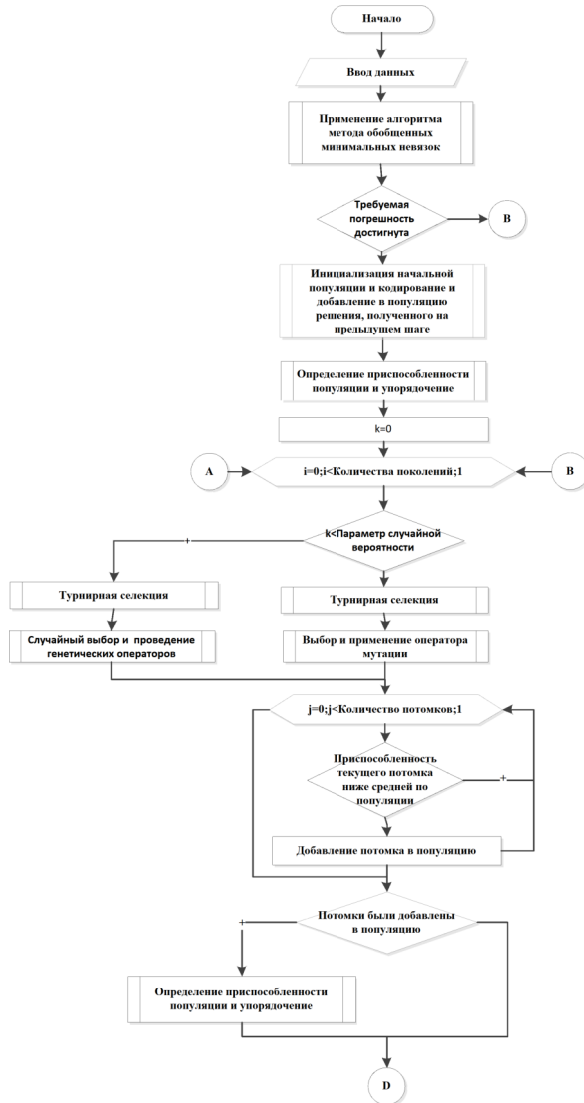 Начало
Ввод данных
Применение алгоритма
метода обобщенных
минимальных невязок
Требуемая
погрешность
достигнута
В
Инициализация начальной
популяции и кодирование и
добавление в популяцию
решения, полученного на
предыдущем шаге
Определение приспособленности
популяции и упорядочение
k=0
А
i=0;i<Количества поколений;1
В
k<Параметр случайной
вероятности
+
Турнирная селекция
Турнирная селекция
Случайный выбор и проведение
генетических операторов
Выбор и применение оператора
мутации
j=0;j<Количество потомков;1
Приспособленность
текущего потомка
ниже средней по
популяции
+
Добавление потомка в популяцию
Потомки были добавлены
в популяцию
+
Определение приспособленности
популяции и упорядочение
D